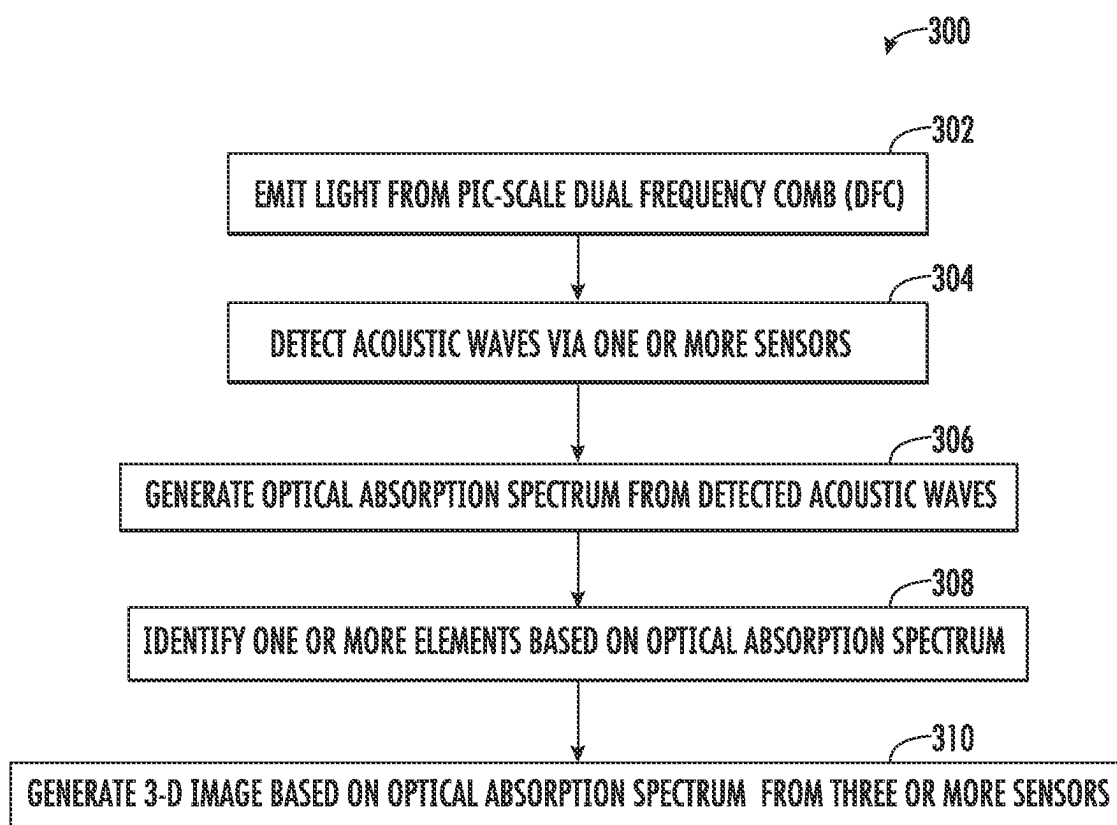 300
302
EMIT LIGHT FROM PIC-SCALE DUAL FREQUENCY COMB (DFC)
304
DETECT ACOUSTIC WAVES VIA ONE OR MORE SENSORS
306
GENERATE OPTICAL ABSORPTION SPECTRUM FROM DETECTED ACOUSTIC WAVES
308
IDENTIFY ONE OR MORE ELEMENTS BASED ON OPTICAL ABSORPTION SPECTRUM
310
GENERATE 3-D IMAGE BASED ON OPTICAL ABSORPTION SPECTRUM FROM THREE OR MORE SENSORS